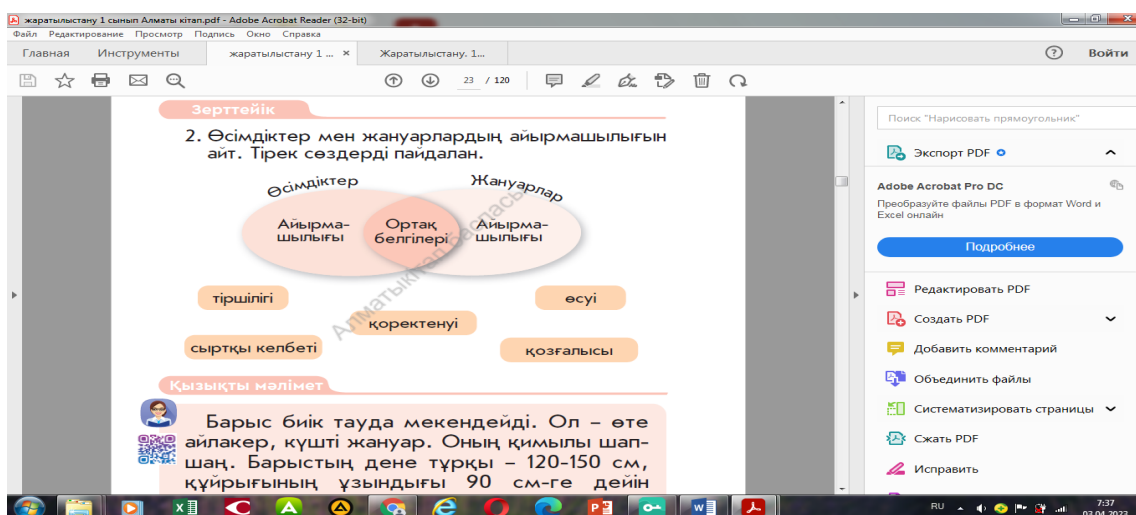 жаратылыстану 1 сынып Алматы кітап.pdf - Adobe Acrobat Reader (32-bit)
Файл Редактирование Просмотр Подпись Окно Справка
Главная Инструменты жаратылыстану 1 ... × Жаратылыстану. 1... Войти
23 / 120
Зерттейік
2. Өсімдіктер мен жануарлардың айырмашылығын
айт. Тірек сөздерді пайдалан.
Өсімдіктер Жануарлар
Айырма-
шылығы
Ортақ
белгілері
Айырма-
шылығы
Алматыкітап баспасы
тіршілігі
өсуі
қоректенуі
сыртқы келбеті
қозғалысы
Қызықты мәлімет
Барыс биік тауда мекендейді. Ол – өте
айлакер, күшті жануар. Оның қимылы шап-
шаң. Барыстың дене тұрқы – 120-150 см,
құйрығының ұзындығы 90 см-ге дейін
Поиск "Нарисовать прямоугольник"
Экспорт PDF
Adobe Acrobat Pro DC
Преобразуйте файлы PDF в формат Word и
Excel онлайн
Подробнее
Редактировать PDF
Создать PDF
Добавить комментарий
Объединить файлы
Систематизировать страницы
Сжать PDF
Исправить
RU
7:37
03.04.2023